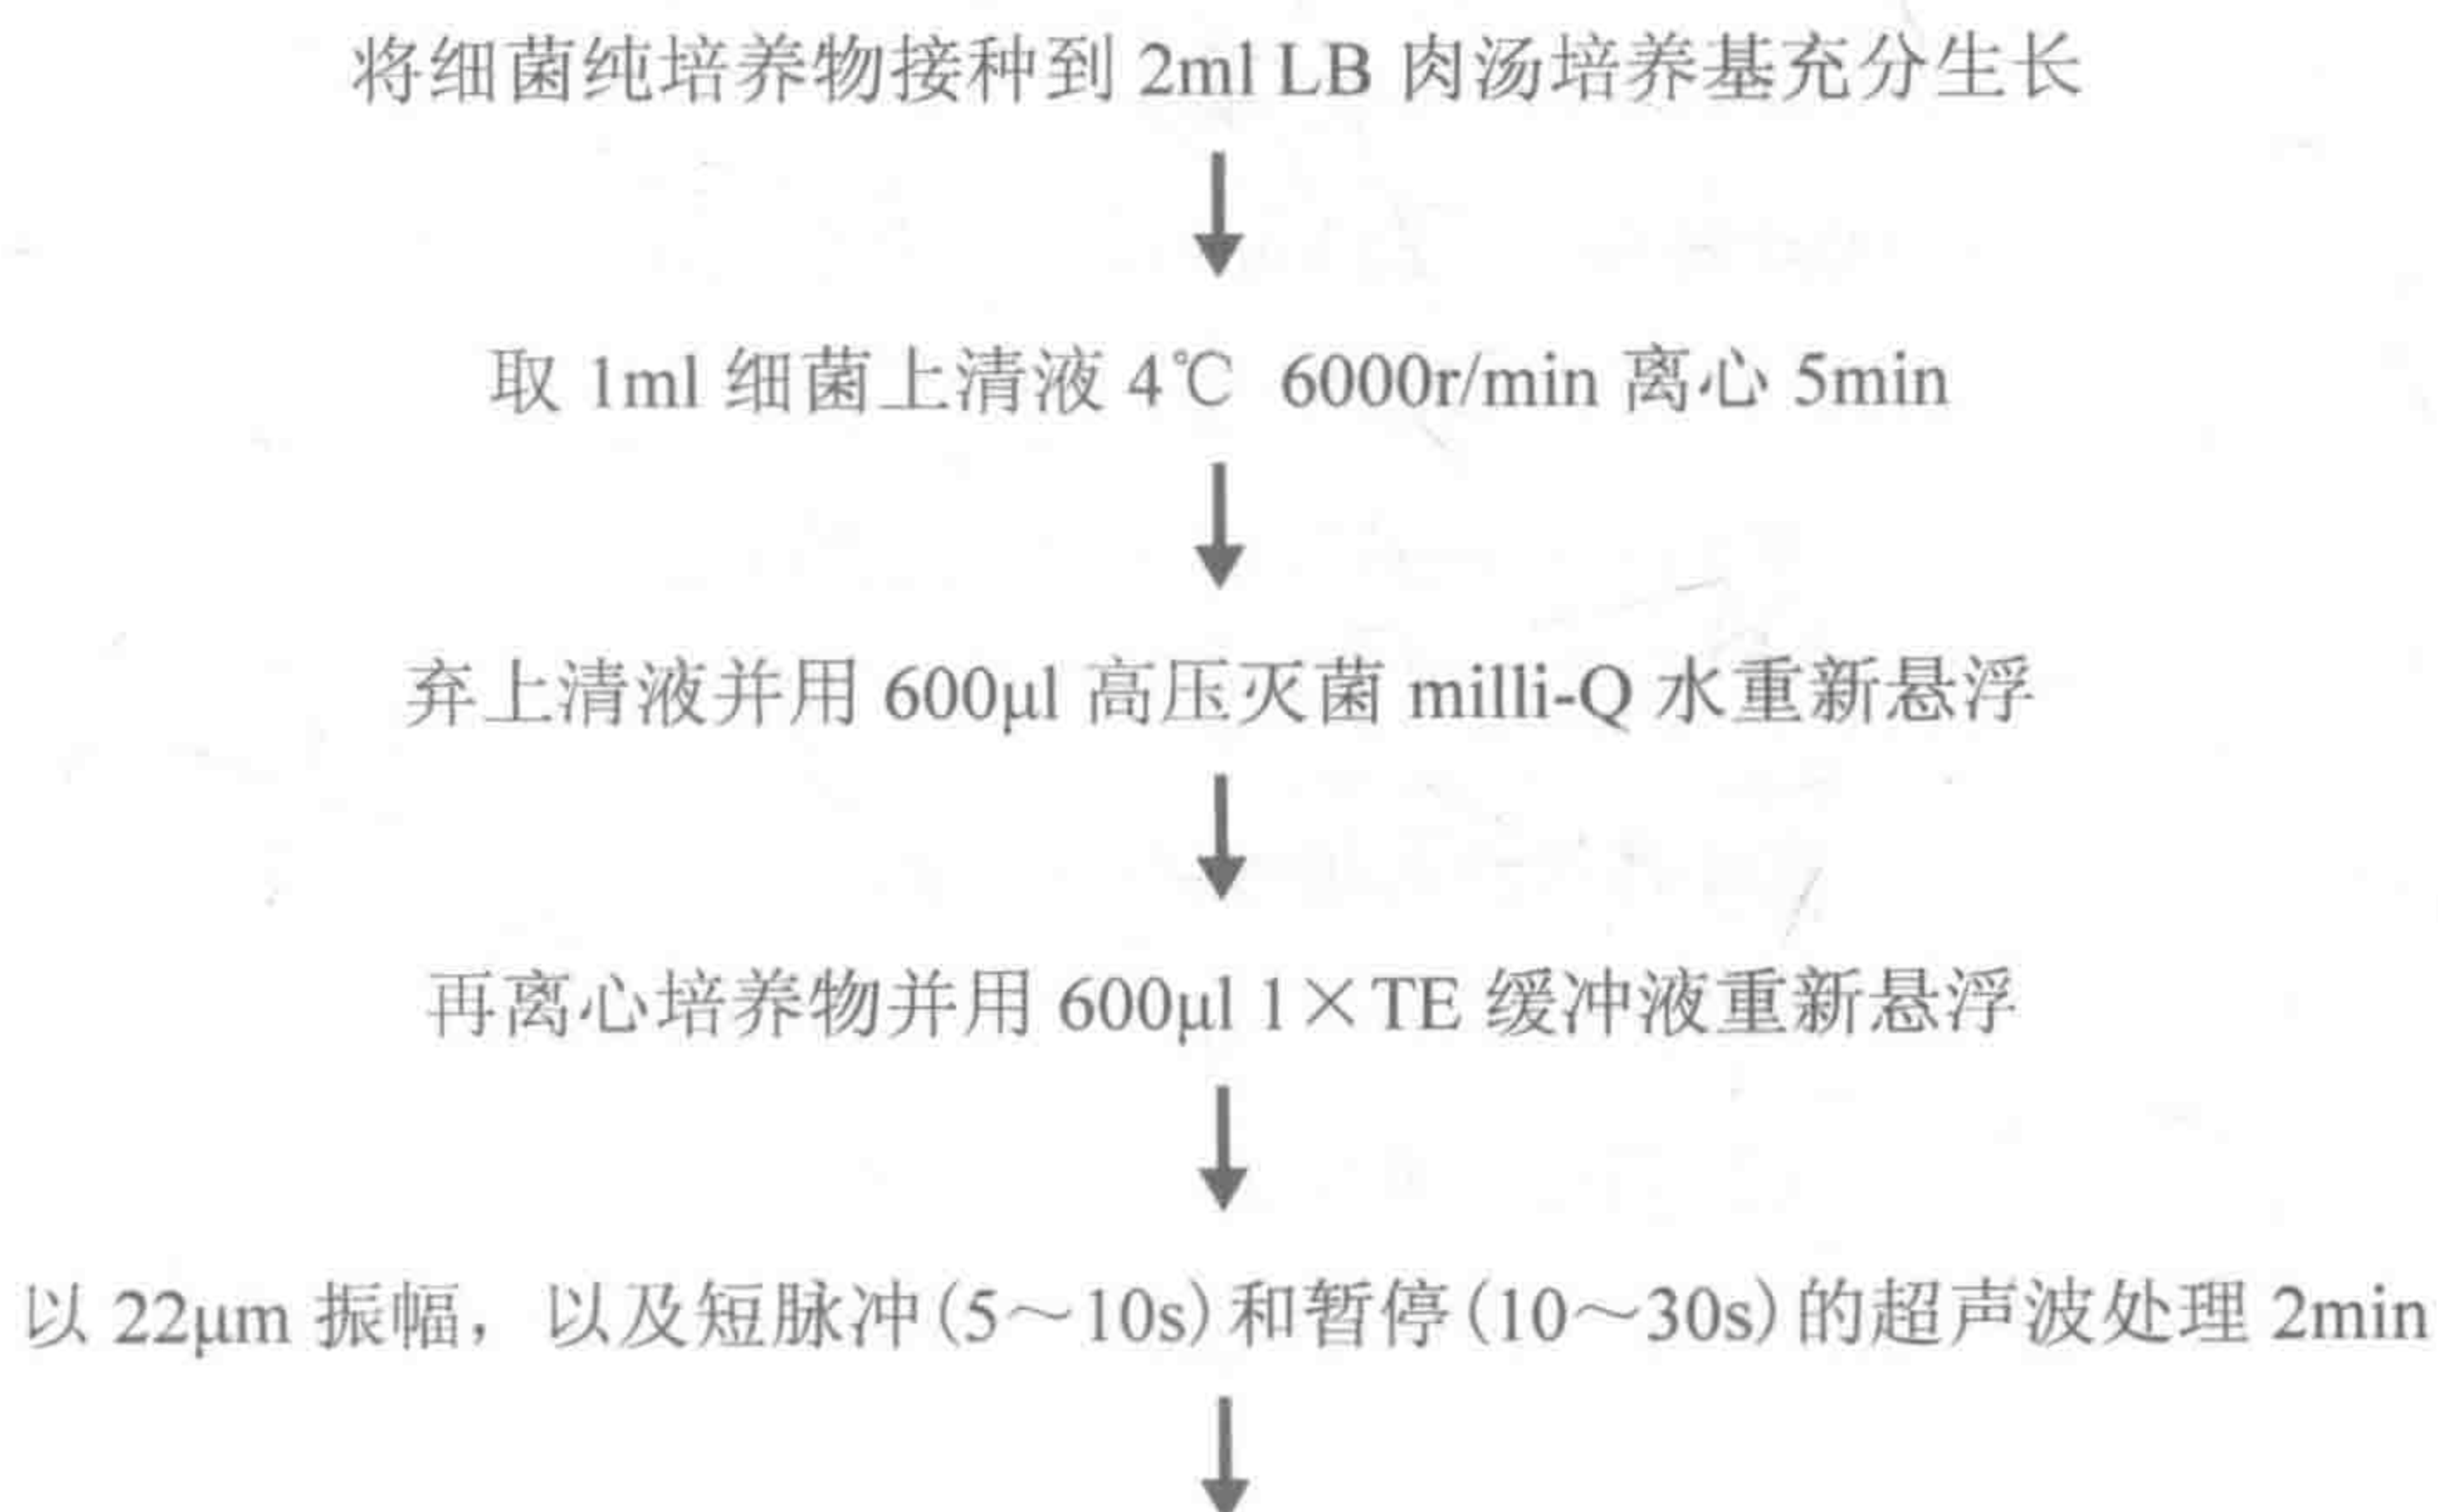 将细菌纯培养物接种到 2ml LB 肉汤培养基充分生长
取 1ml 细菌上清液 4℃ 6000r/min 离心 5min
弃上清液并用 600μl 高压灭菌 milli-Q 水重新悬浮
再离心培养物并用 600μl 1×TE 缓冲液重新悬浮
以 22μm 振幅，以及短脉冲(5～10s)和暂停(10～30s)的超声波处理 2min